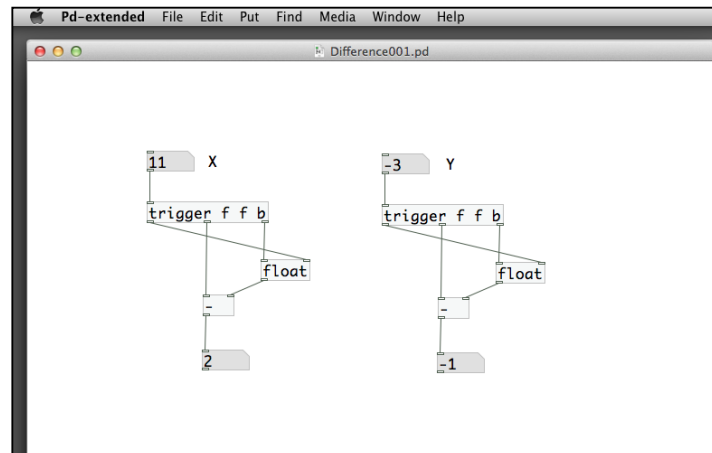 Pd-extended File Edit Put Find Media Window Help
Difference001.pd
11 X
-3 Y
trigger f f b
trigger f f b
float
float
-
-
2
-1